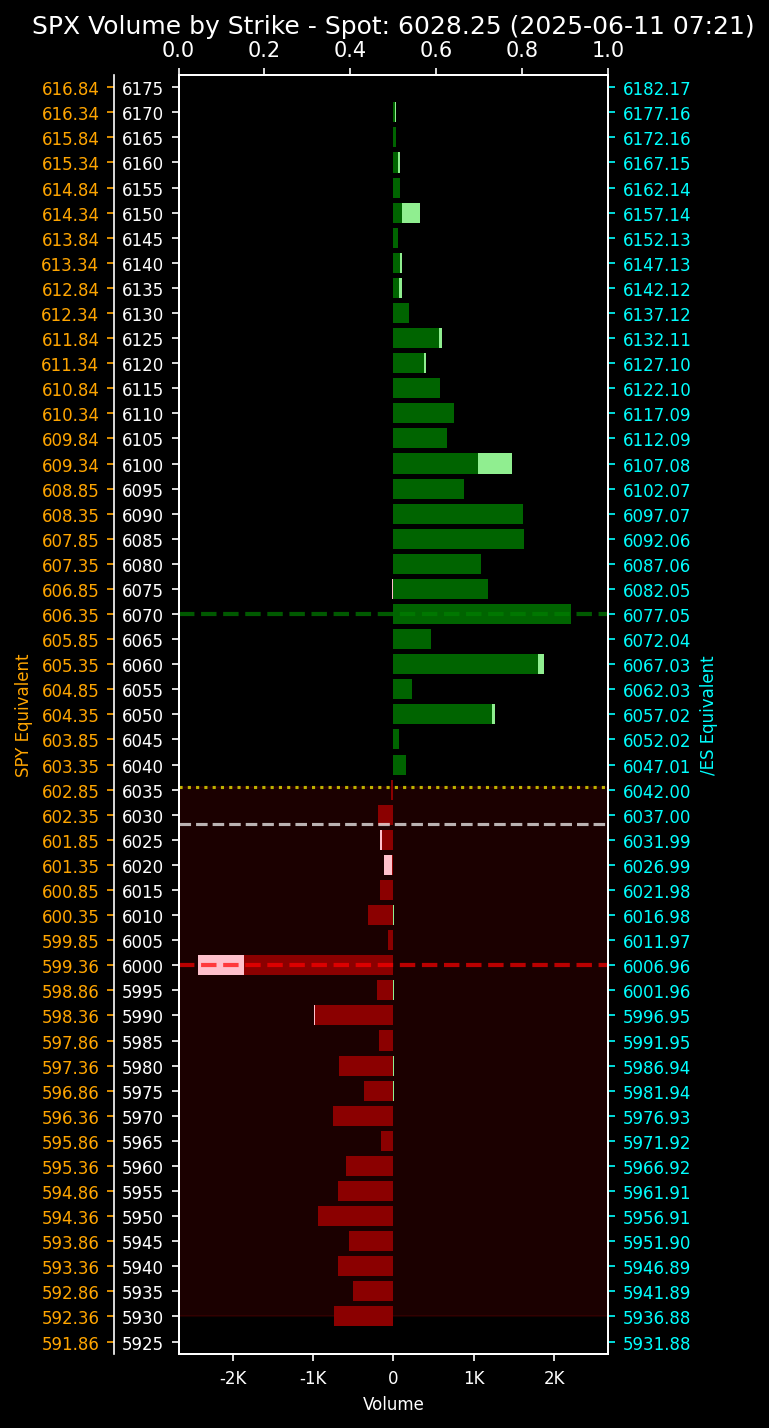 SPX Volume by Strike - Spot: 6028.25 (2025-06-11 07:21)
0.0 0.2 0.4 0.6 0.8 1.0
616.84 6175 6182.17
616.34 6170 6177.16
615.84 6165 6172.16
615.34 6160 6167.15
614.84 6155 6162.14
614.34 6150 6157.14
613.84 6145 6152.13
613.34 6140 6147.13
612.84 6135 6142.12
612.34 6130 6137.12
611.84 6125 6132.11
611.34 6120 6127.10
610.84 6115 6122.10
610.34 6110 6117.09
609.84 6105 6112.09
609.34 6100 6107.08
608.85 6095 6102.07
608.35 6090 6097.07
607.85 6085 6092.06
607.35 6080 6087.06
606.85 6075 6082.05
606.35 6070 6077.05
605.85 6065 6072.04
605.35 6060 6067.03
604.85 6055 6062.03
604.35 6050 6057.02
603.85 6045 6052.02
603.35 6040 6047.01
602.85 6035 6042.00
602.35 6030 6037.00
601.85 6025 6031.99
601.35 6020 6026.99
600.85 6015 6021.98
600.35 6010 6016.98
599.85 6005 6011.97
599.36 6000 6006.96
598.86 5995 6001.96
598.36 5990 5996.95
597.86 5985 5991.95
597.36 5980 5986.94
596.86 5975 5981.94
596.36 5970 5976.93
595.86 5965 5971.92
595.36 5960 5966.92
594.86 5955 5961.91
594.36 5950 5956.91
593.86 5945 5951.90
593.36 5940 5946.89
592.86 5935 5941.89
592.36 5930 5936.88
591.86 5925 5931.88
SPY Equivalent
/ES Equivalent
-2K -1K 0 1K 2K
Volume